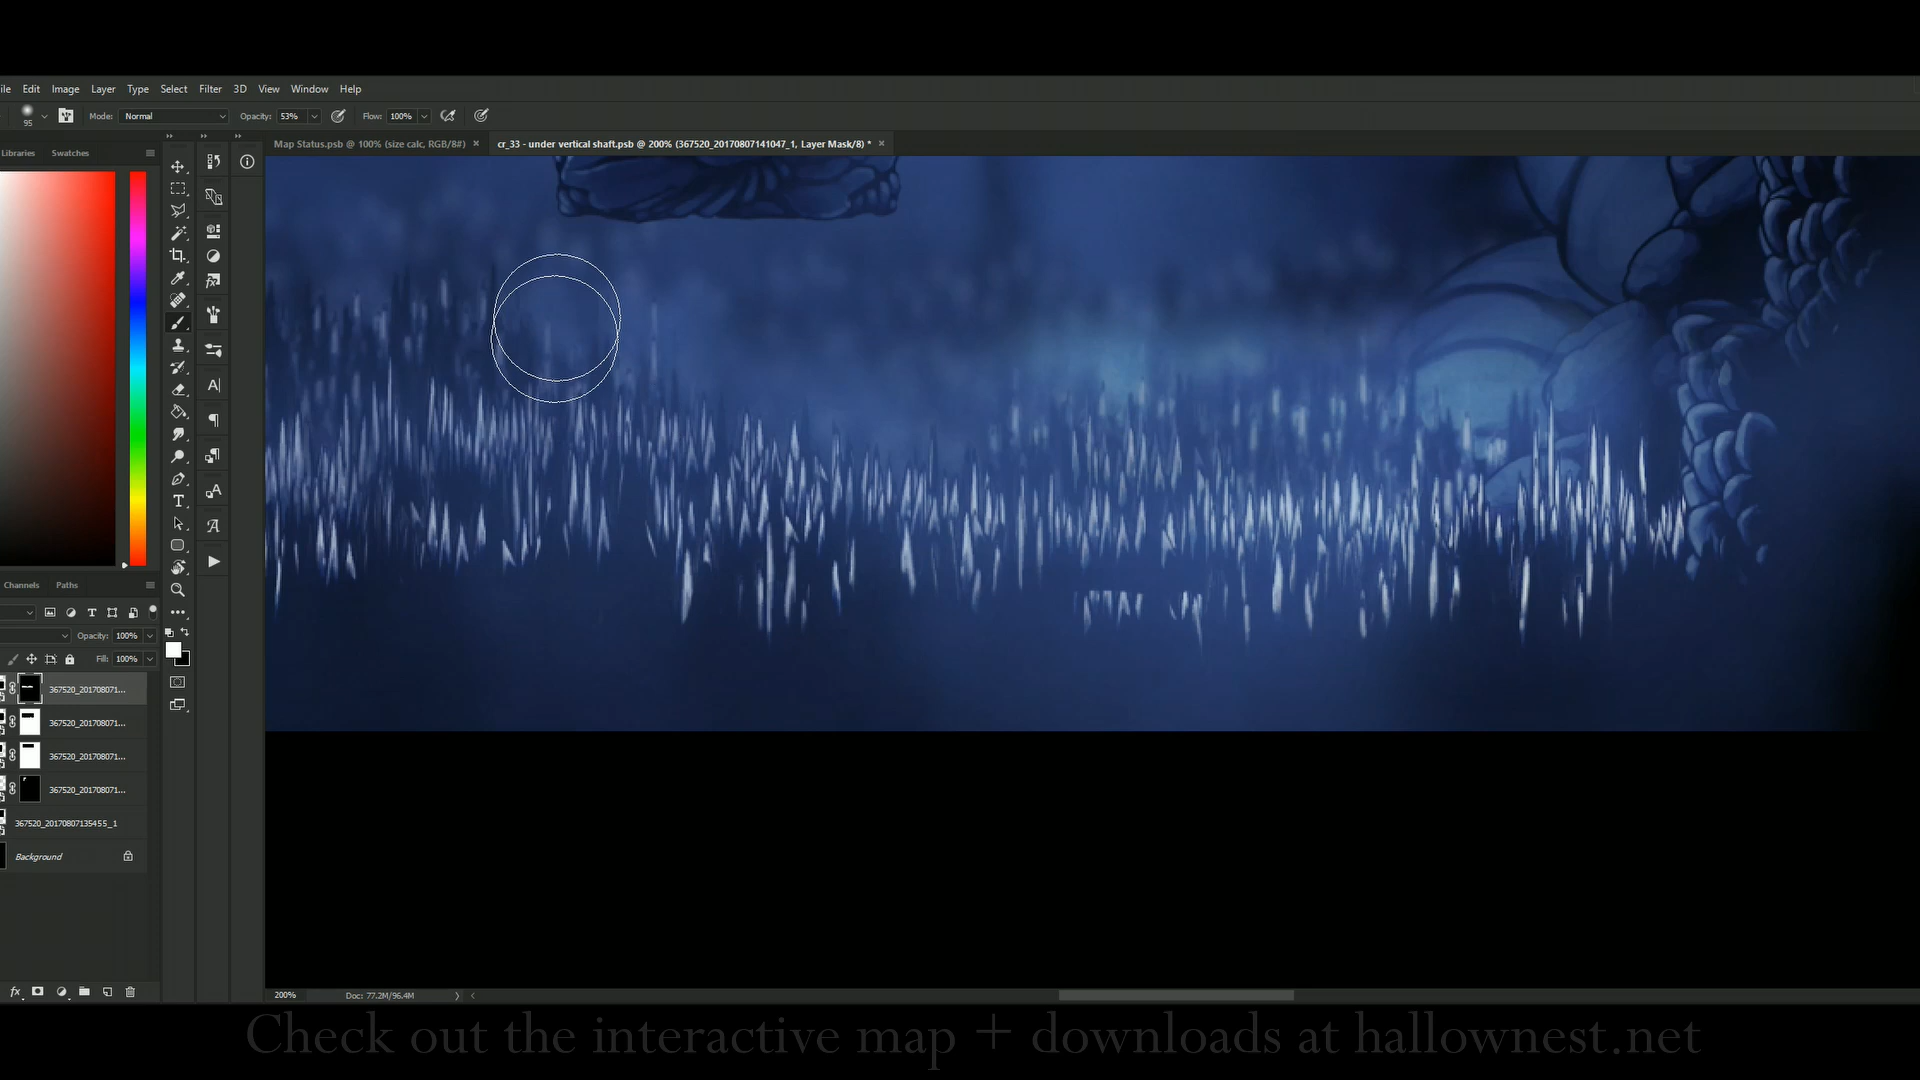 ile Edit Image Layer Type Select Filter 3D View Window Help
95 Mode: Normal Opacity: 53% Flow: 100%
Libraries Swatches
Map Status.psb @ 100% (size calc, RGB/8#) × cr_33 - under vertical shaft.psb @ 200% (367520_20170807141047_1, Layer Mask/8) * ×
Channels Paths
Opacity: 100%
Fill: 100%
367520_201708071...
367520_201708071...
367520_201708071...
367520_201708071...
367520_20170807135455_1
Background
200% Doc: 77.2M/96.4M
Check out the interactive map + downloads at hallownest.net